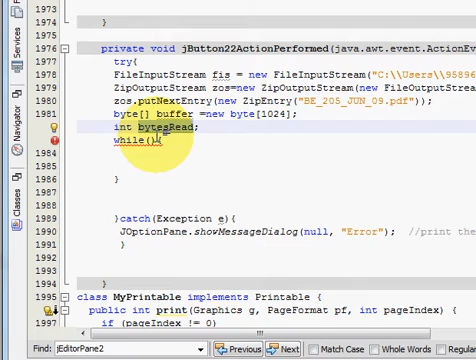 1973
1974 }
1975
1976 private void jButton22ActionPerformed(java.awt.event.ActionEv
1977 try{
1978 FileInputStream fis = new FileInputStream("C:\\Users\\95896
1979 ZipOutputStream zos=new ZipOutputStream(new FileOutputStream(
1980 zos.putNextEntry(new ZipEntry("BE_205_JUN_09.pdf"));
1981 byte[] buffer =new byte[1024];
int bytesRead;
while(){
1984
1985
1986 }
1987
1988
1989 }catch(Exception e){
1990 JOptionPane.showMessageDialog(null, "Error"); //print the
1991 }
1992
1993
1994 }
1995 class MyPrintable implements Printable {
public int print(Graphics g, PageFormat pf, int pageIndex) {
1997 if (pageIndex != 0)
Services
Palette
Classes
Find: jEditorPane2 Previous Next Match Case Whole Words Regular